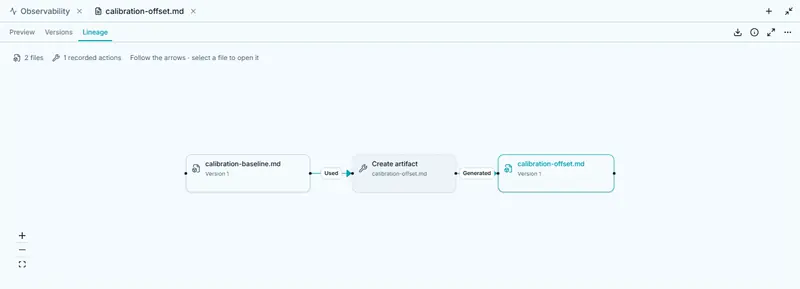 Observability
calibration-offset.md
Preview Versions Lineage
2 files 1 recorded actions Follow the arrows · select a file to open it
calibration-baseline.md
Version 1
Used
Create artifact
calibration-offset.md
Generated
calibration-offset.md
Version 1